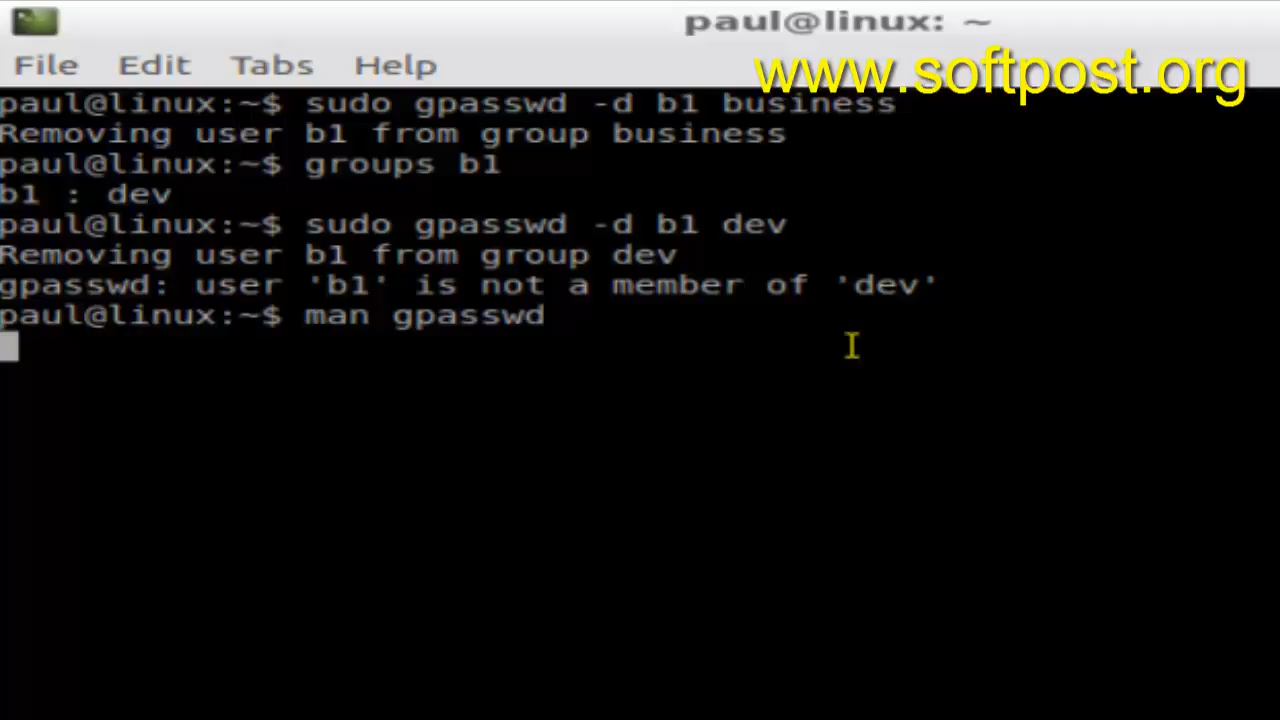 paul@linux: ~
File Edit Tabs Help
www.softpost.org
paul@linux:~$ sudo gpasswd -d b1 business
Removing user b1 from group business
paul@linux:~$ groups b1
b1 : dev
paul@linux:~$ sudo gpasswd -d b1 dev
Removing user b1 from group dev
gpasswd: user 'b1' is not a member of 'dev'
paul@linux:~$ man gpasswd